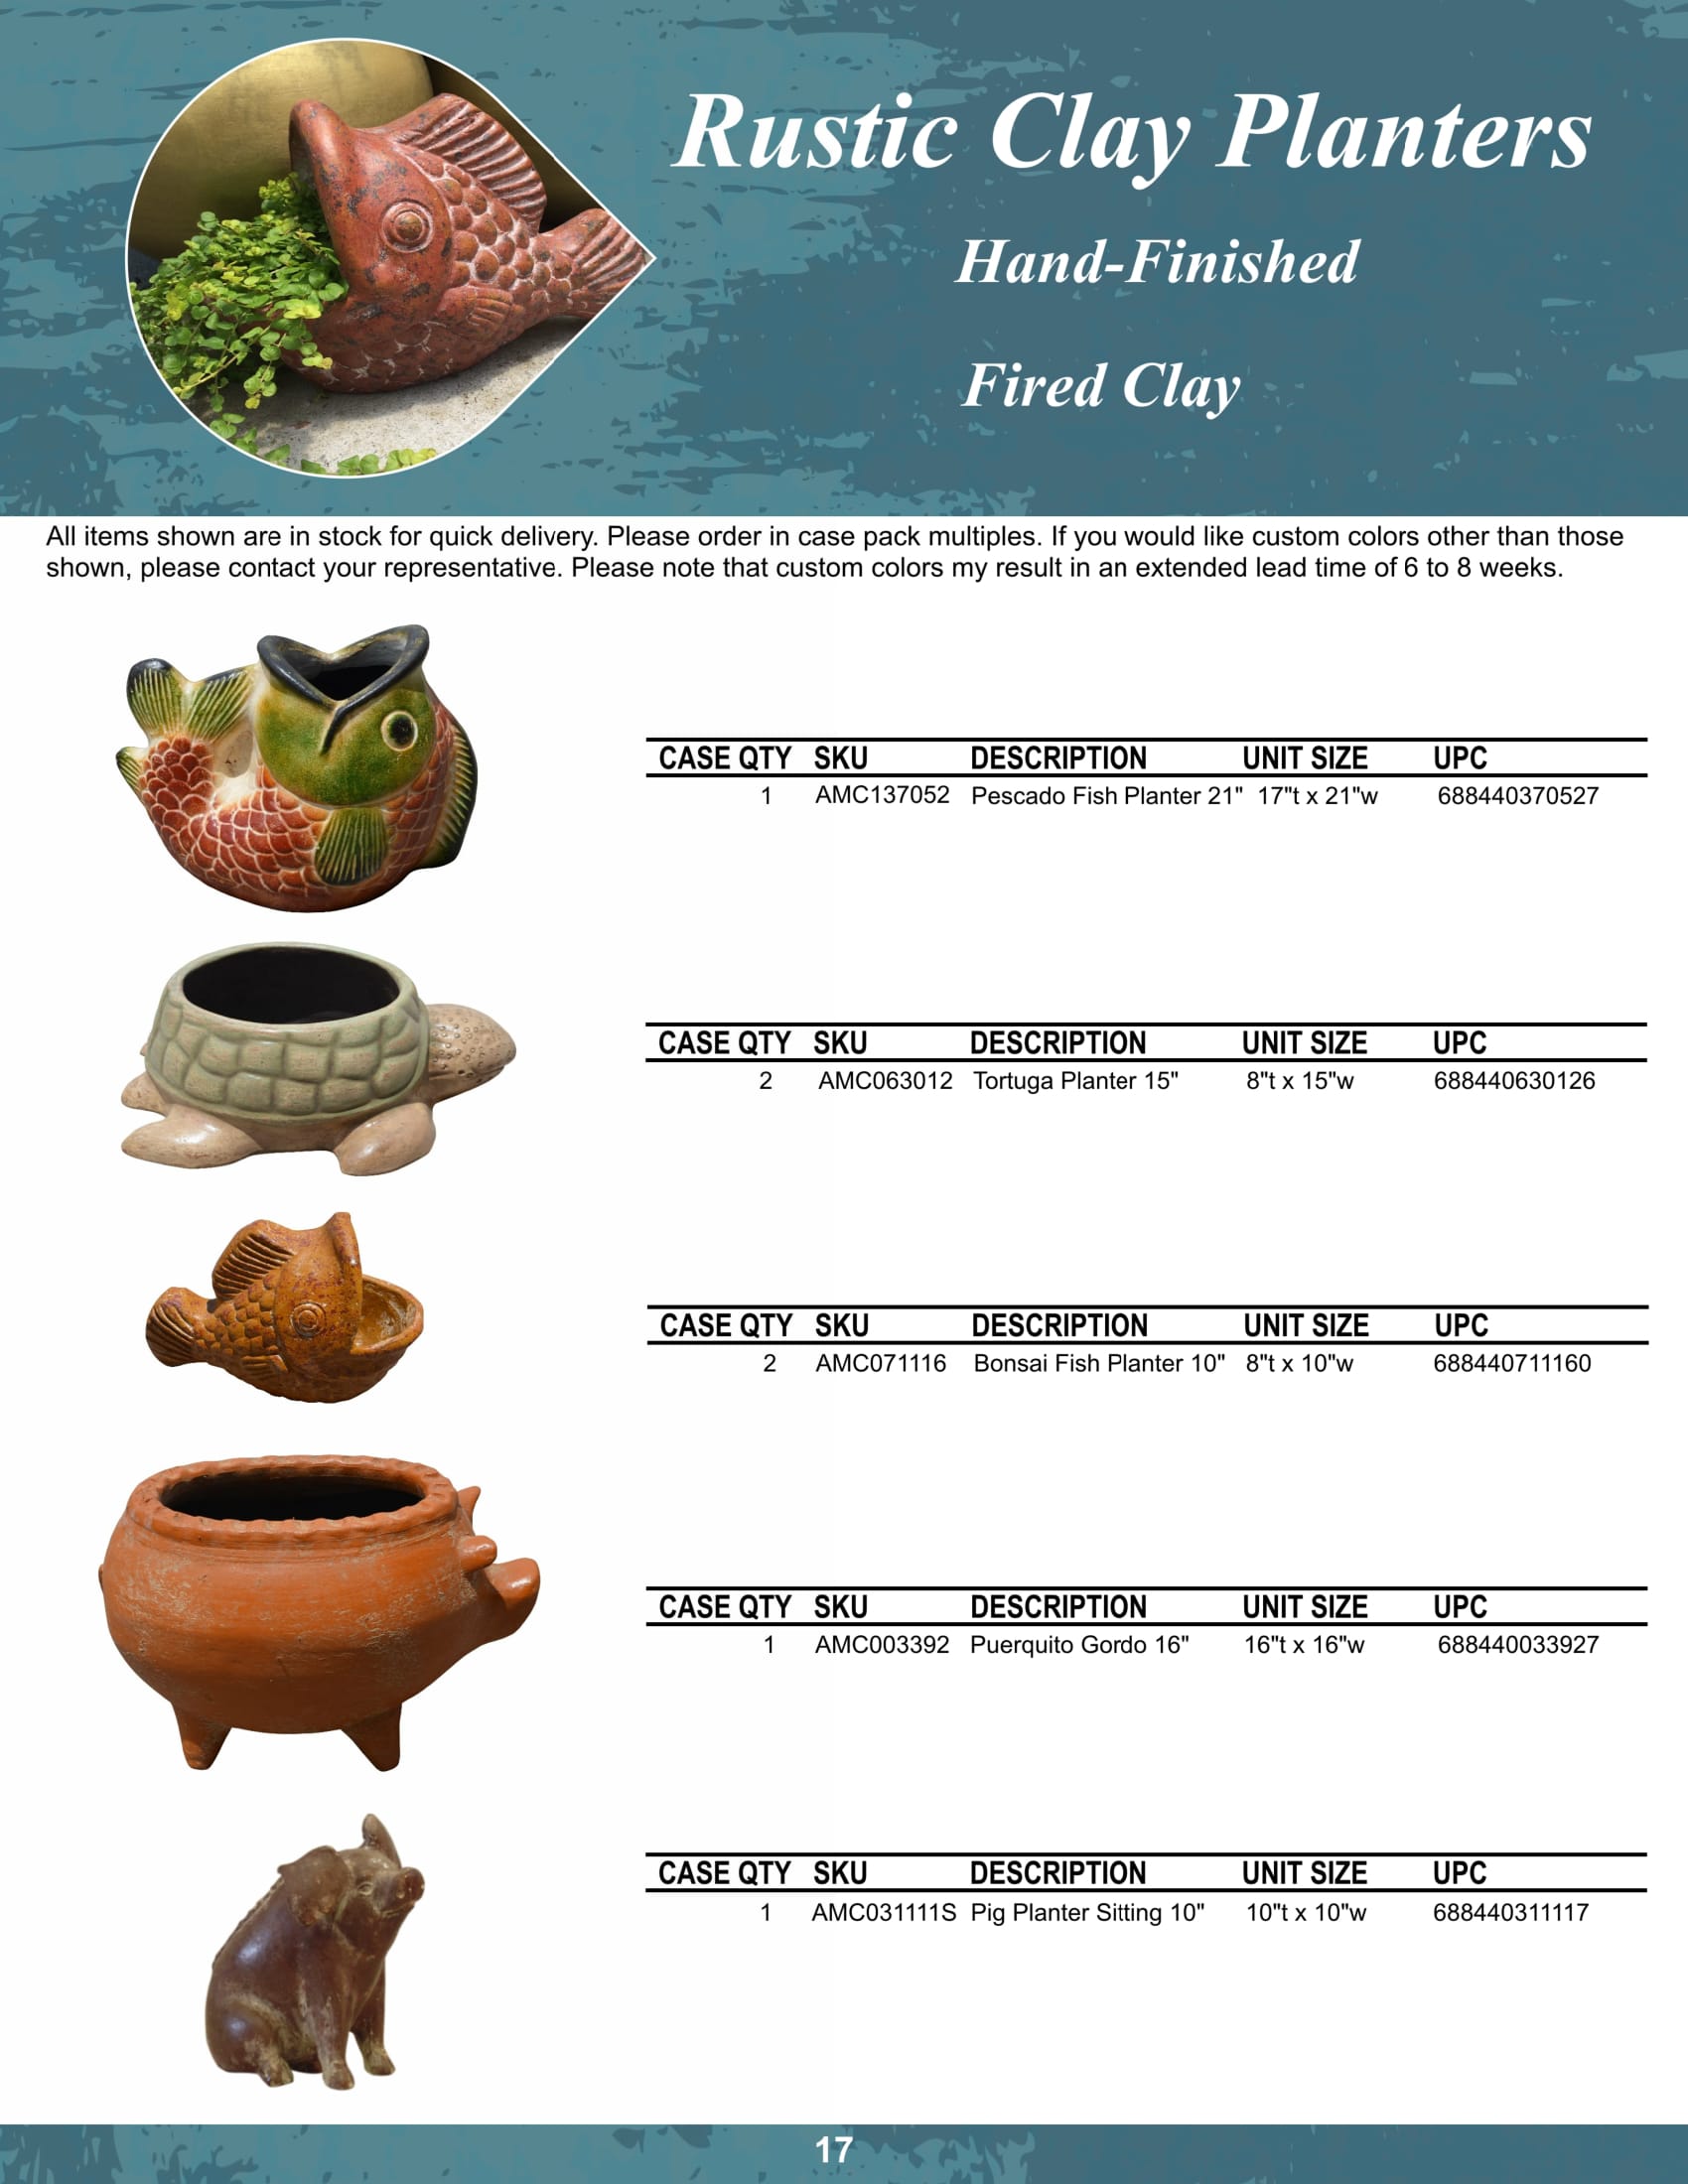 Rustic Clay Planters
Hand-Finished
Fired Clay
All items shown are in stock for quick delivery. Please order in case pack multiples. If you would like custom colors other than those
shown, please contact your representative. Please note that custom colors my result in an extended lead time of 6 to 8 weeks.
CASE QTY SKU DESCRIPTION UNIT SIZE UPC
1 AMC137052 Pescado Fish Planter 21" 17"t x 21"w 688440370527
CASE QTY SKU DESCRIPTION UNIT SIZE UPC
2 AMC063012 Tortuga Planter 15" 8"t x 15"w 688440630126
CASE QTY SKU DESCRIPTION UNIT SIZE UPC
2 AMC071116 Bonsai Fish Planter 10" 8"t x 10"w 688440711160
CASE QTY SKU DESCRIPTION UNIT SIZE UPC
1 AMC003392 Puerquito Gordo 16" 16"t x 16"w 688440033927
CASE QTY SKU DESCRIPTION UNIT SIZE UPC
1 AMC031111S Pig Planter Sitting 10" 10"t x 10"w 688440311117
17